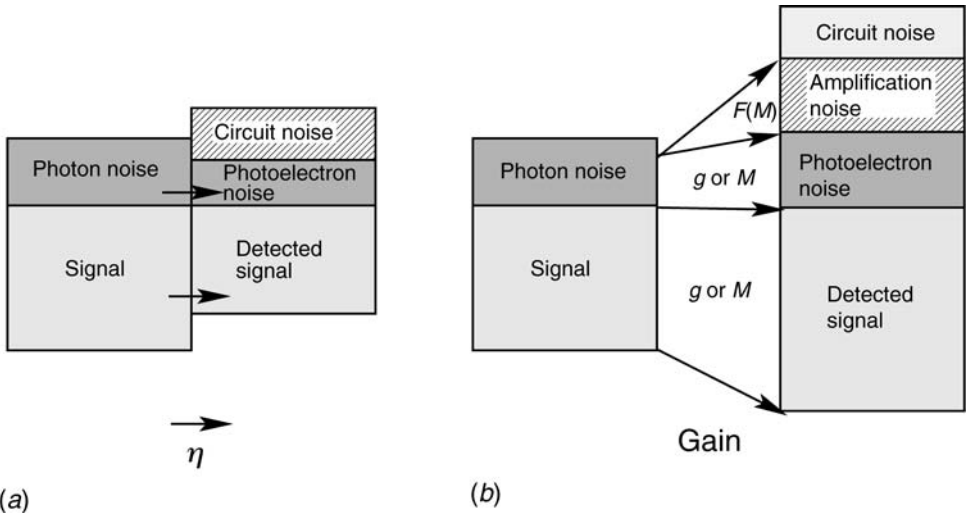 Photon noise
Signal
Circuit noise
Photoelectron
noise
Detected
signal
η
(a)
Photon noise
Signal
F(M)
g or M
g or M
Gain
Circuit noise
Amplification
noise
Photoelectron
noise
Detected
signal
(b)